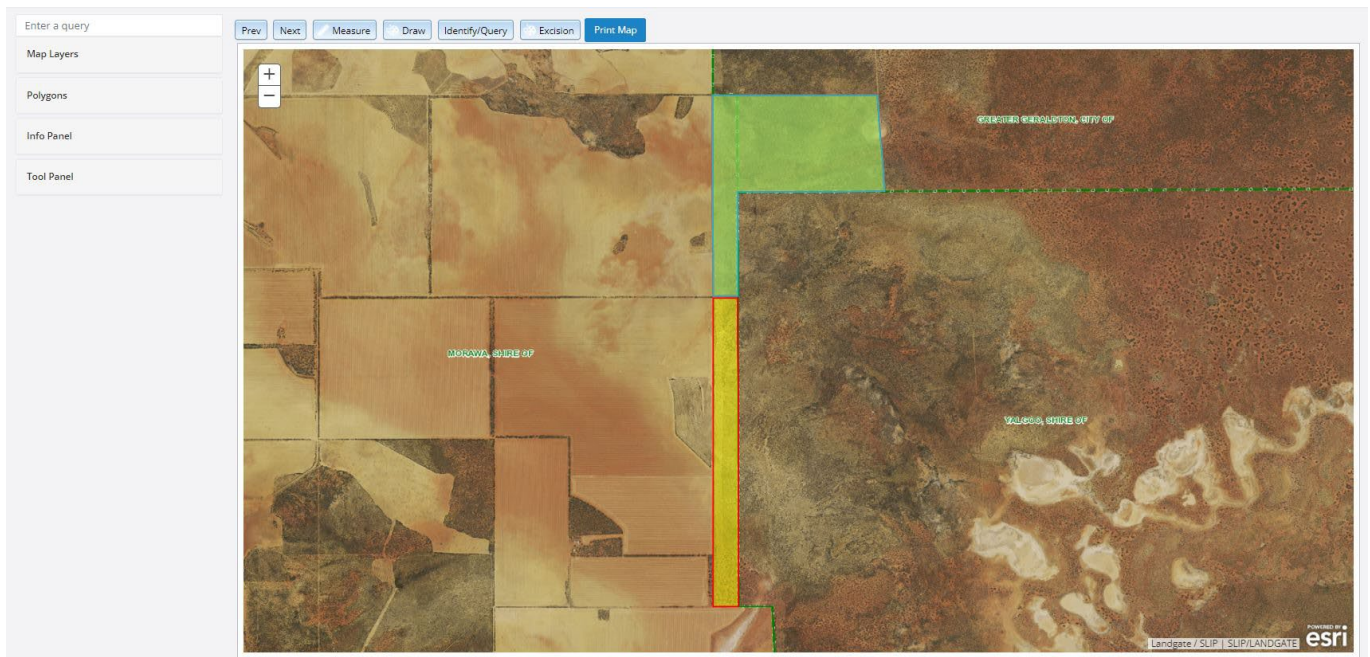 Enter a query
Map Layers
Polygons
Info Panel
Tool Panel
Prev
Next
Measure
Draw
Identify/Query
Excision
Print Map
+
−
GREATER GERALDTON, CITY OF
MORAWA, SHIRE OF
YALGOO, SHIRE OF
Landgate / SLIP | SLIP/LANDGATE
POWERED BY
esri